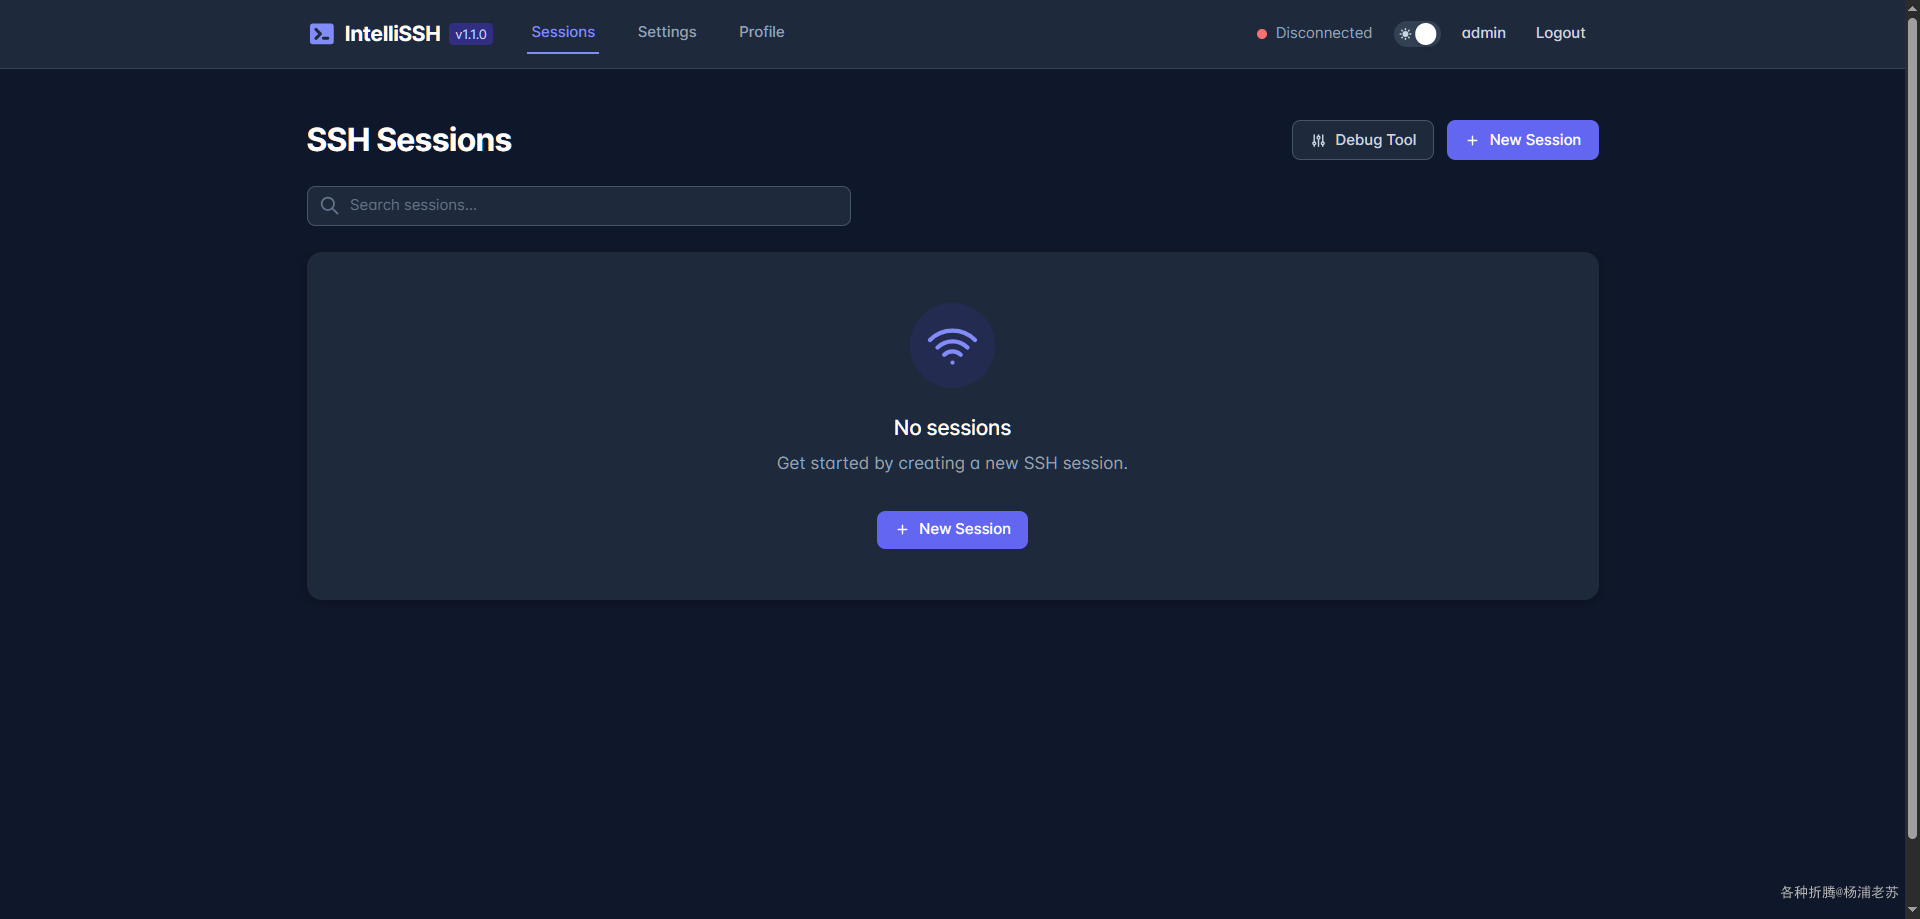 IntelliSSH v1.1.0 Sessions Settings Profile Disconnected admin Logout
SSH Sessions Debug Tool + New Session
Search sessions...
No sessions
Get started by creating a new SSH session.
+ New Session
各种折腾@杨浦老苏